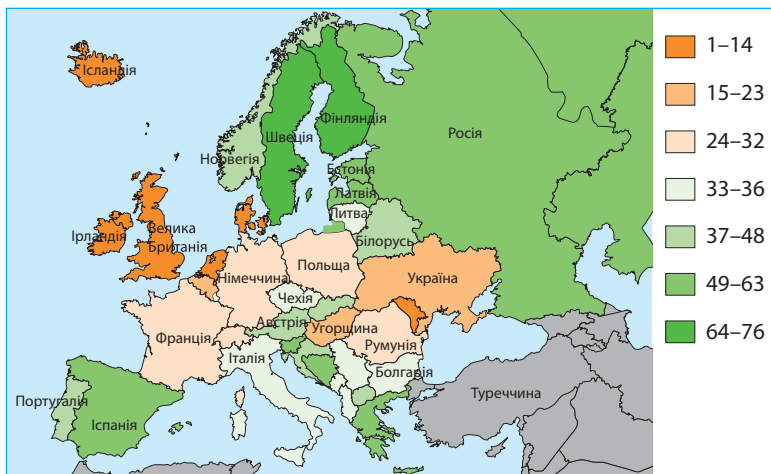 Ісландія
Фінляндія
Швеція
Норвегія
Росія
Естонія
Латвія
Литва
Білорусь
Ірландія
Велика
Британія
Німеччина
Польща
Україна
Чехія
Франція
Австрія
Угорщина
Румунія
Італія
Болгарія
Португалія
Іспанія
Туреччина
1–14
15–23
24–32
33–36
37–48
49–63
64–76